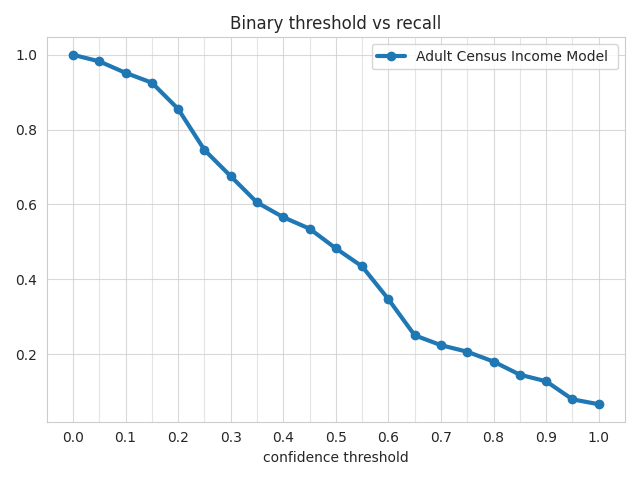 Binary threshold vs recall
Adult Census Income Model
1.0
0.8
0.6
0.4
0.2
0.0 0.1 0.2 0.3 0.4 0.5 0.6 0.7 0.8 0.9 1.0
confidence threshold